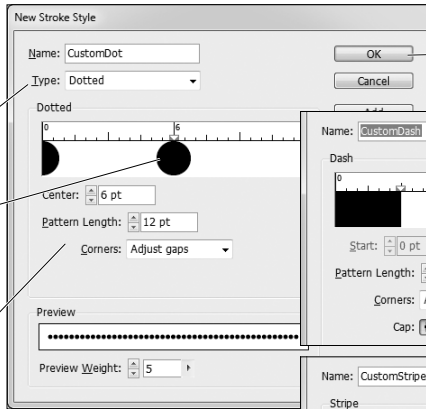 New Stroke Style
Name: CustomDot
OK
Type: Dotted
Cancel
Dotted
0 6
Name: CustomDash
Dash
0
Center: 6 pt
Start: 0 pt
Pattern Length: 12 pt
Pattern Length:
Corners: Adjust gaps
Corners:
Cap:
Preview
Preview Weight: 5
Name: CustomStripe
Stripe